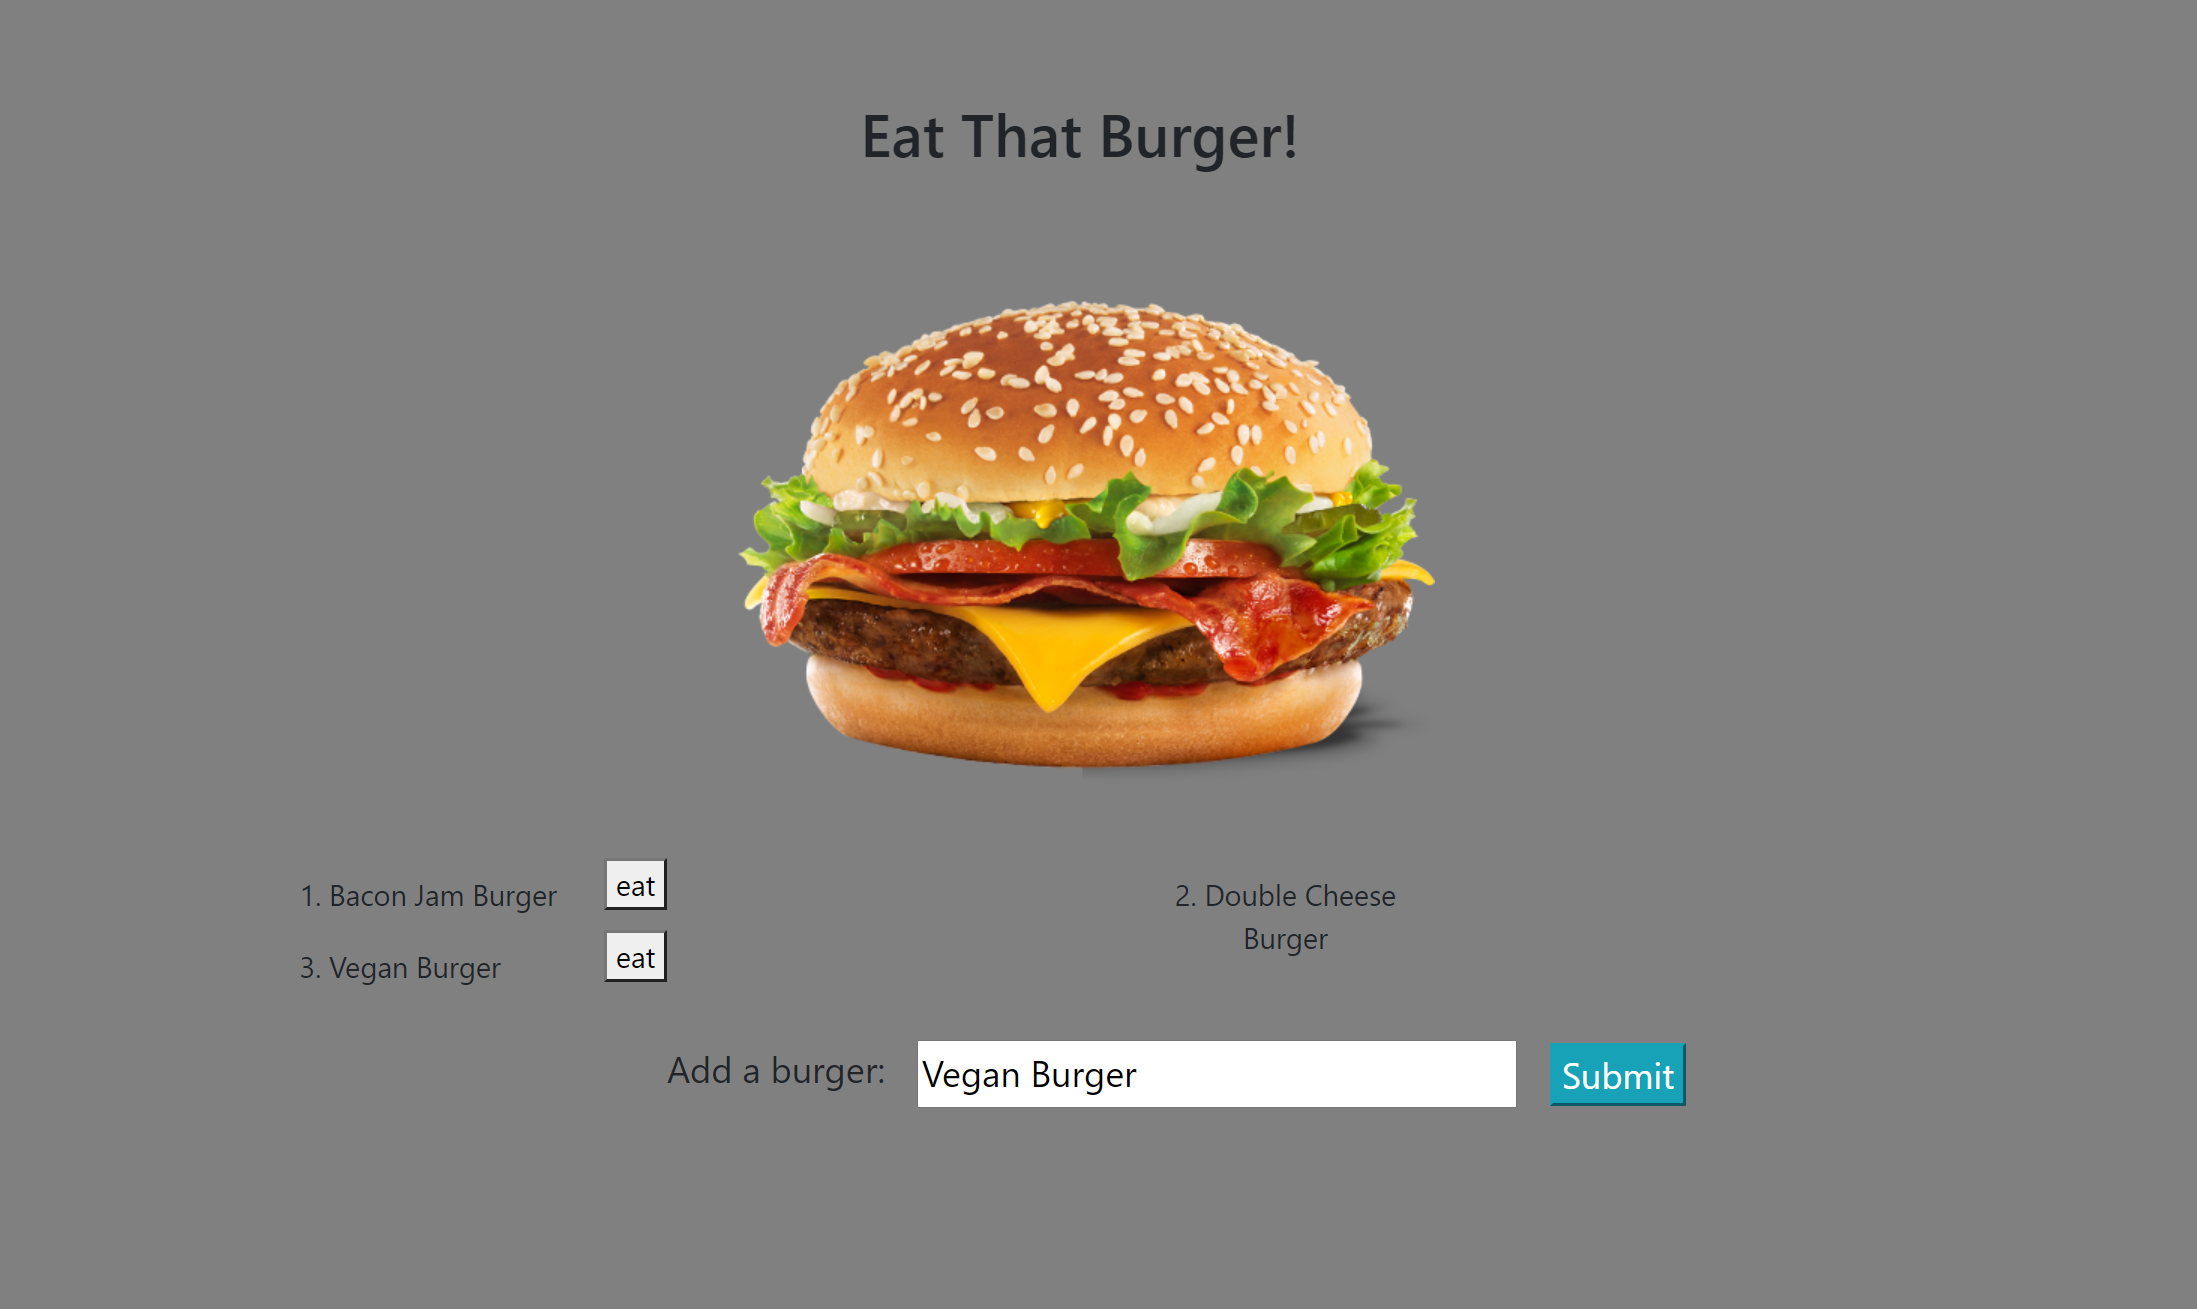 Eat That Burger!
1. Bacon Jam Burger
eat
3. Vegan Burger
eat
2. Double Cheese
Burger
Add a burger:
Vegan Burger
Submit